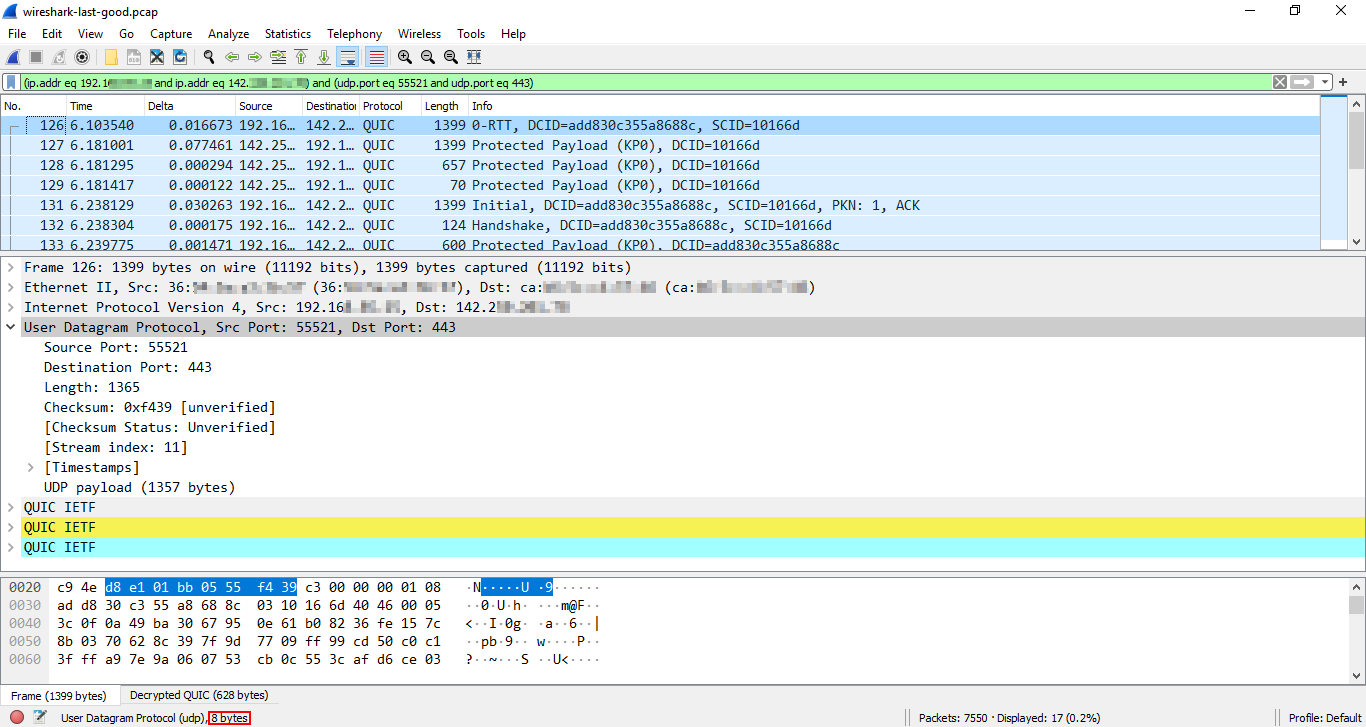 wireshark-last-good.pcap
File Edit View Go Capture Analyze Statistics Telephony Wireless Tools Help
(ip.addr eq 192.1 and ip.addr eq 142. ) and (udp.port eq 55521 and udp.port eq 443)
No. Time Delta Source Destination Protocol Length Info
126 6.103540 0.016673 192.16… 142.2… QUIC 1399 0-RTT, DCID=add830c355a8688c, SCID=10166d
127 6.181001 0.077461 142.25… 192.1… QUIC 1399 Protected Payload (KP0), DCID=10166d
128 6.181295 0.000294 142.25… 192.1… QUIC 657 Protected Payload (KP0), DCID=10166d
129 6.181417 0.000122 142.25… 192.1… QUIC 70 Protected Payload (KP0), DCID=10166d
131 6.238129 0.030263 192.16… 142.2… QUIC 1399 Initial, DCID=add830c355a8688c, SCID=10166d, PKN: 1, ACK
132 6.238304 0.000175 192.16… 142.2… QUIC 124 Handshake, DCID=add830c355a8688c, SCID=10166d
133 6.239775 0.001471 192.16… 142.2… QUIC 600 Protected Payload (KP0), DCID=add830c355a8688c
Frame 126: 1399 bytes on wire (11192 bits), 1399 bytes captured (11192 bits)
Ethernet II, Src: 36: (36: ), Dst: ca: (ca: )
Internet Protocol Version 4, Src: 192.16 , Dst: 142.2
User Datagram Protocol, Src Port: 55521, Dst Port: 443
Source Port: 55521
Destination Port: 443
Length: 1365
Checksum: 0xf439 [unverified]
[Checksum Status: Unverified]
[Stream index: 11]
[Timestamps]
UDP payload (1357 bytes)
QUIC IETF
QUIC IETF
QUIC IETF
0020 c9 4e d8 e1 01 bb 05 55 f4 39 c3 00 00 00 01 08 ·N·····U ·9······
0030 ad d8 30 c3 55 a8 68 8c 03 10 16 6d 40 46 00 05 ··0·U·h· ···m@F··
0040 3c 0f 0a 49 ba 30 67 95 0e 61 b0 82 36 fe 15 7c <··I·0g· ·a··6··|
0050 8b 03 70 62 8c 39 7f 9d 77 09 ff 99 cd 50 c0 c1 ··pb·9·· w····P··
0060 3f ff a9 7e 9a 06 07 53 cb 0c 55 3c af d6 ce 03 ?··~···S ··U<····
Frame (1399 bytes) Decrypted QUIC (628 bytes)
User Datagram Protocol (udp), 8 bytes Packets: 7550 · Displayed: 17 (0.2%) Profile: Default